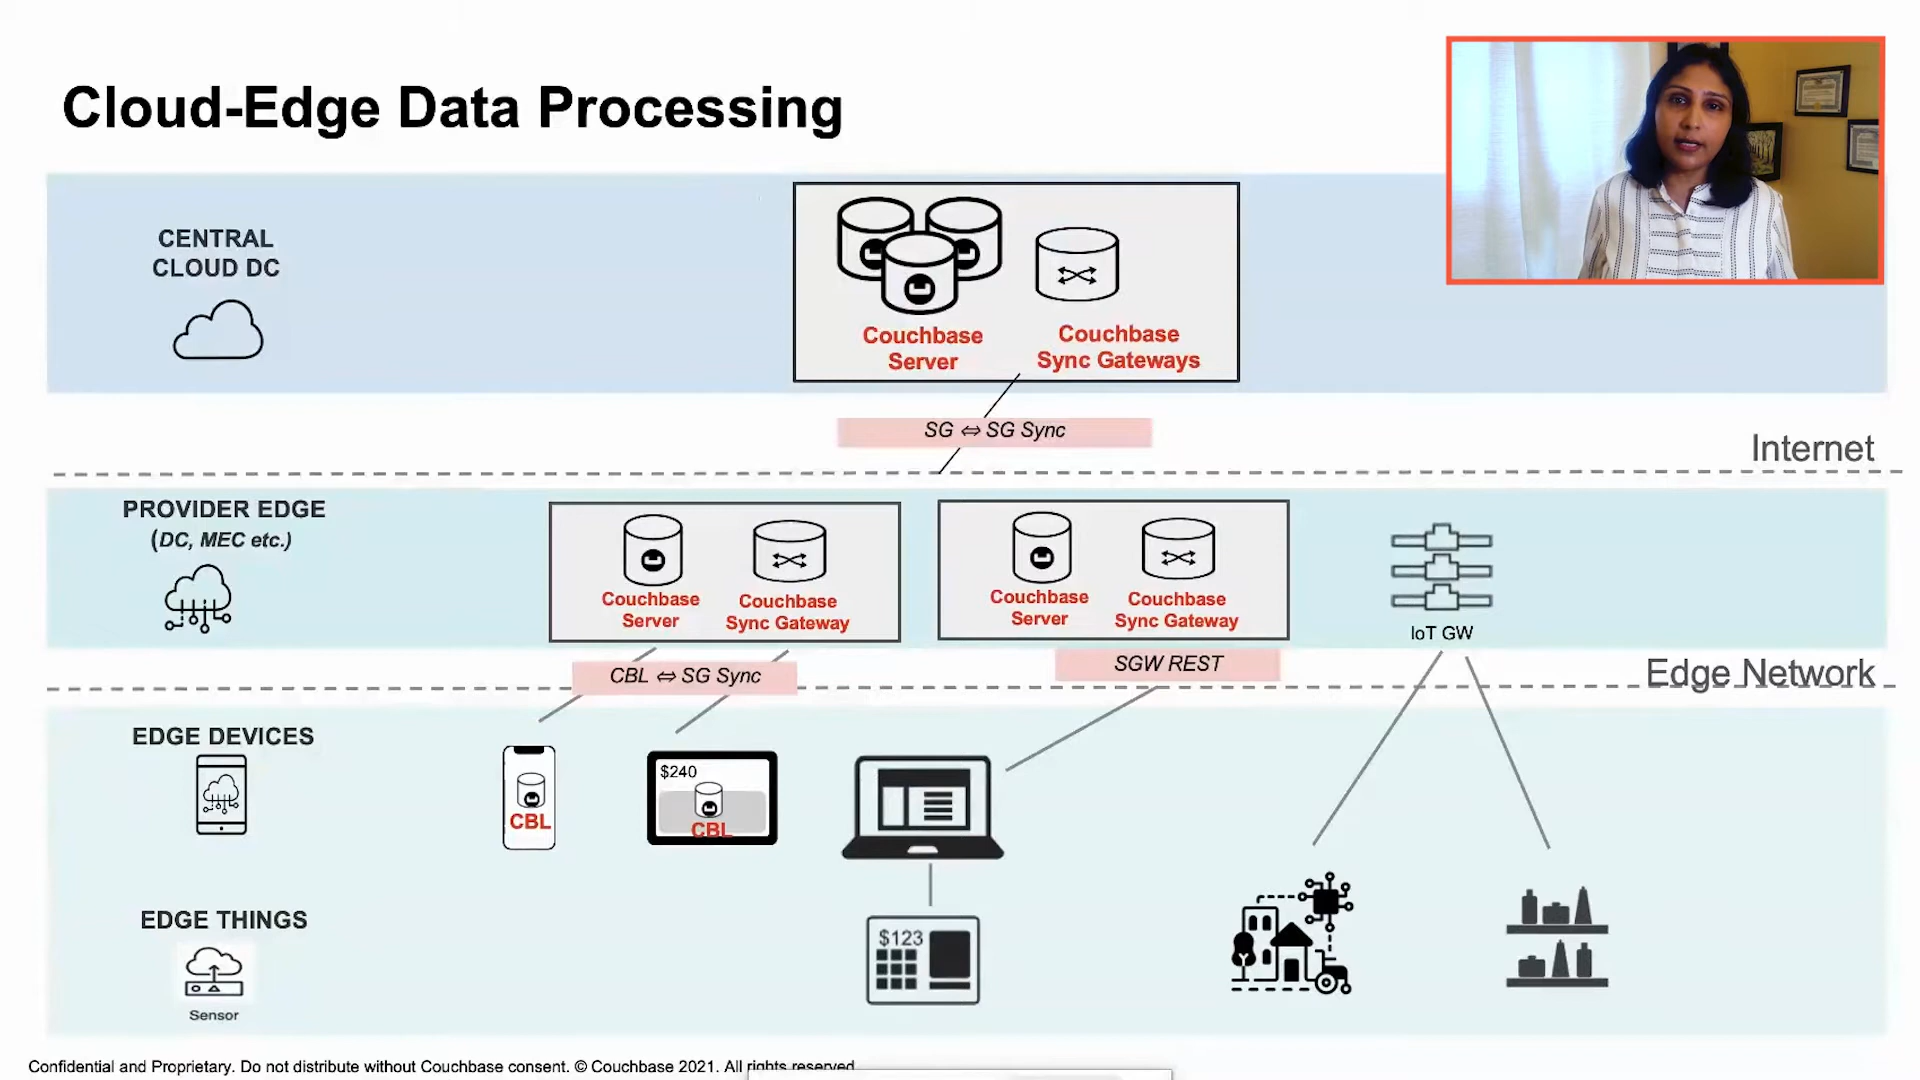 Cloud-Edge Data Processing
CENTRAL
CLOUD DC
Couchbase
Server
Couchbase
Sync Gateways
SG ⇔ SG Sync
Internet
PROVIDER EDGE
(DC, MEC etc.)
Couchbase
Server
Couchbase
Sync Gateway
Couchbase
Server
Couchbase
Sync Gateway
IoT GW
CBL ⇔ SG Sync
SGW REST
Edge Network
EDGE DEVICES
CBL
$240
CBL
EDGE THINGS
$123
Sensor
Confidential and Proprietary. Do not distribute without Couchbase consent. © Couchbase 2021. All rights reserved.